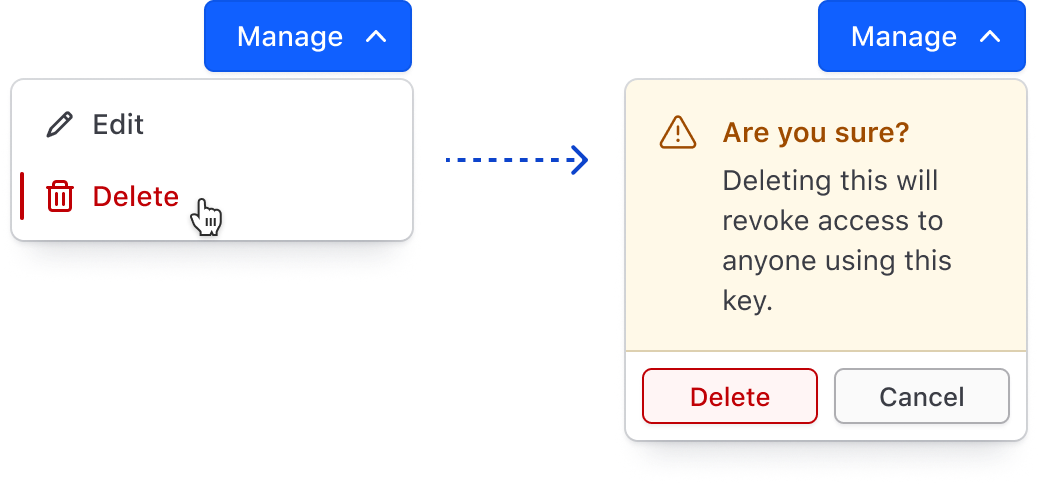 Manage
Edit
Delete
Manage
Are you sure?
Deleting this will
revoke access to
anyone using this
key.
Delete
Cancel